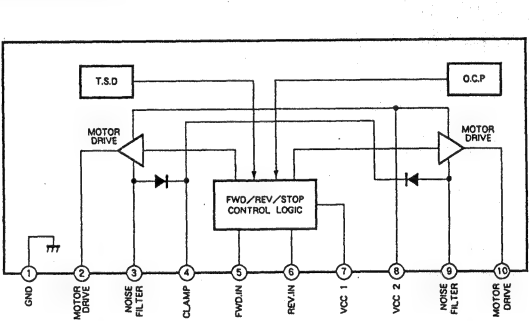 T.S.D
O.C.P
MOTOR
DRIVE
MOTOR
DRIVE
FWD/REV/STOP
CONTROL LOGIC
1
2
3
4
5
6
7
8
9
10
GND
MOTOR
DRIVE
NOISE
FILTER
CLAMP
FWD.IN
REV.IN
VCC 1
VCC 2
NOISE
FILTER
MOTOR
DRIVE